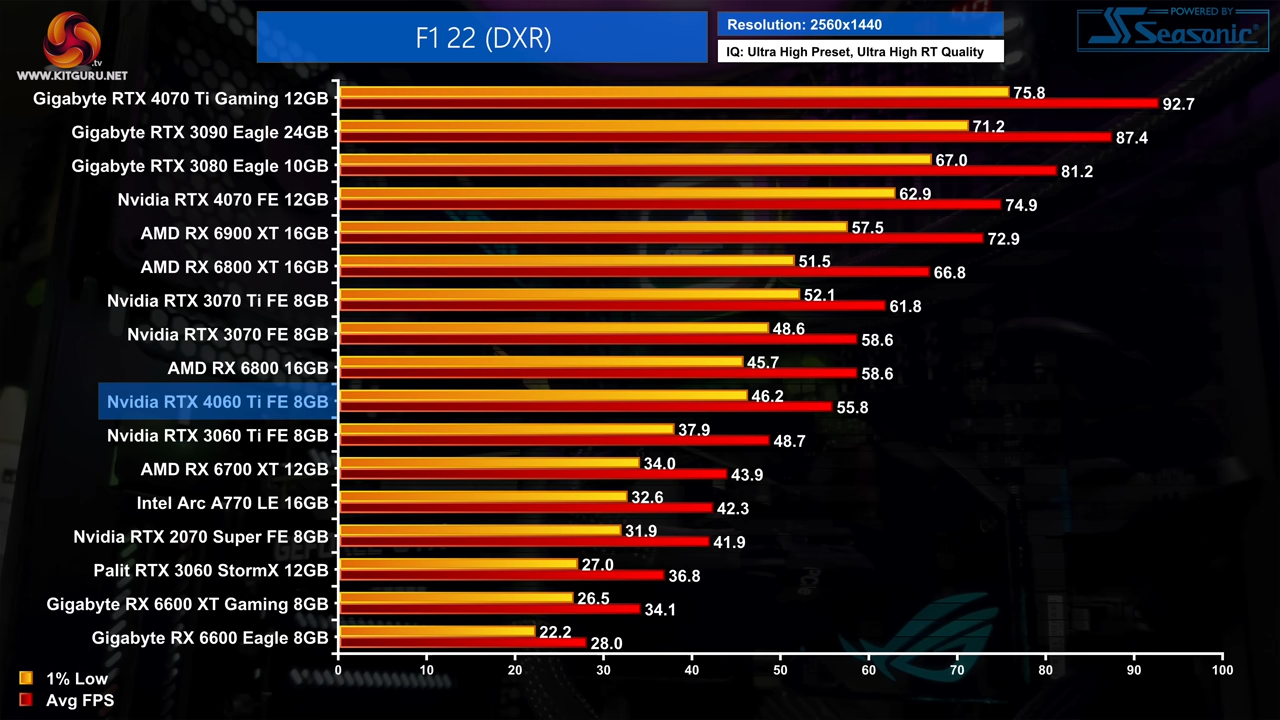 F1 22 (DXR)
Resolution: 2560x1440
IQ: Ultra High Preset, Ultra High RT Quality
POWERED BY
Seasonic
.tv
WWW.KITGURU.NET
Gigabyte RTX 4070 Ti Gaming 12GB 75.8 92.7
Gigabyte RTX 3090 Eagle 24GB 71.2 87.4
Gigabyte RTX 3080 Eagle 10GB 67.0 81.2
Nvidia RTX 4070 FE 12GB 62.9 74.9
AMD RX 6900 XT 16GB 57.5 72.9
AMD RX 6800 XT 16GB 51.5 66.8
Nvidia RTX 3070 Ti FE 8GB 52.1 61.8
Nvidia RTX 3070 FE 8GB 48.6 58.6
AMD RX 6800 16GB 45.7 58.6
Nvidia RTX 4060 Ti FE 8GB 46.2 55.8
Nvidia RTX 3060 Ti FE 8GB 37.9 48.7
AMD RX 6700 XT 12GB 34.0 43.9
Intel Arc A770 LE 16GB 32.6 42.3
Nvidia RTX 2070 Super FE 8GB 31.9 41.9
Palit RTX 3060 StormX 12GB 27.0 36.8
Gigabyte RX 6600 XT Gaming 8GB 26.5 34.1
Gigabyte RX 6600 Eagle 8GB 22.2 28.0
0 10 20 30 40 50 60 70 80 90 100
1% Low
Avg FPS